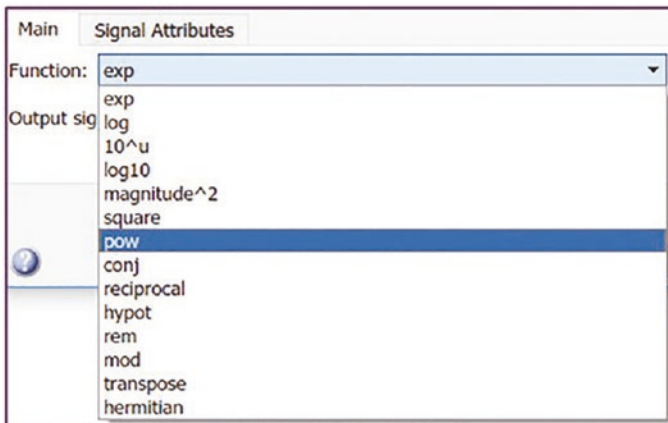 Main Signal Attributes
Function: exp
exp
Output sig
log
10^u
log10
magnitude^2
square
pow
conj
reciprocal
hypot
rem
mod
transpose
hermitian